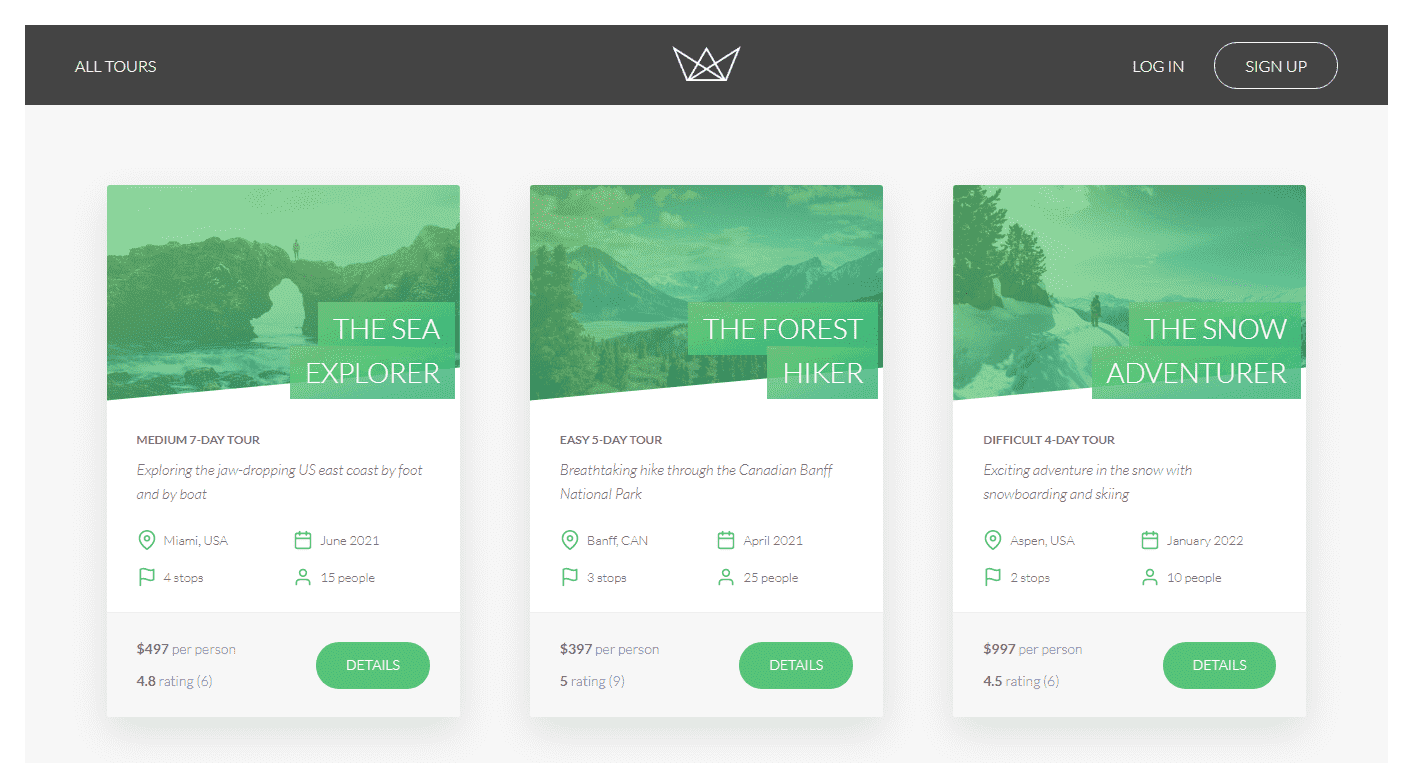 ALL TOURS
LOG IN
SIGN UP
THE SEA
EXPLORER
MEDIUM 7-DAY TOUR
Exploring the jaw-dropping US east coast by foot
and by boat
Miami, USA
June 2021
4 stops
15 people
$497 per person
4.8 rating (6)
DETAILS
THE FOREST
HIKER
EASY 5-DAY TOUR
Breathtaking hike through the Canadian Banff
National Park
Banff, CAN
April 2021
3 stops
25 people
$397 per person
5 rating (9)
DETAILS
THE SNOW
ADVENTURER
DIFFICULT 4-DAY TOUR
Exciting adventure in the snow with
snowboarding and skiing
Aspen, USA
January 2022
2 stops
10 people
$997 per person
4.5 rating (6)
DETAILS